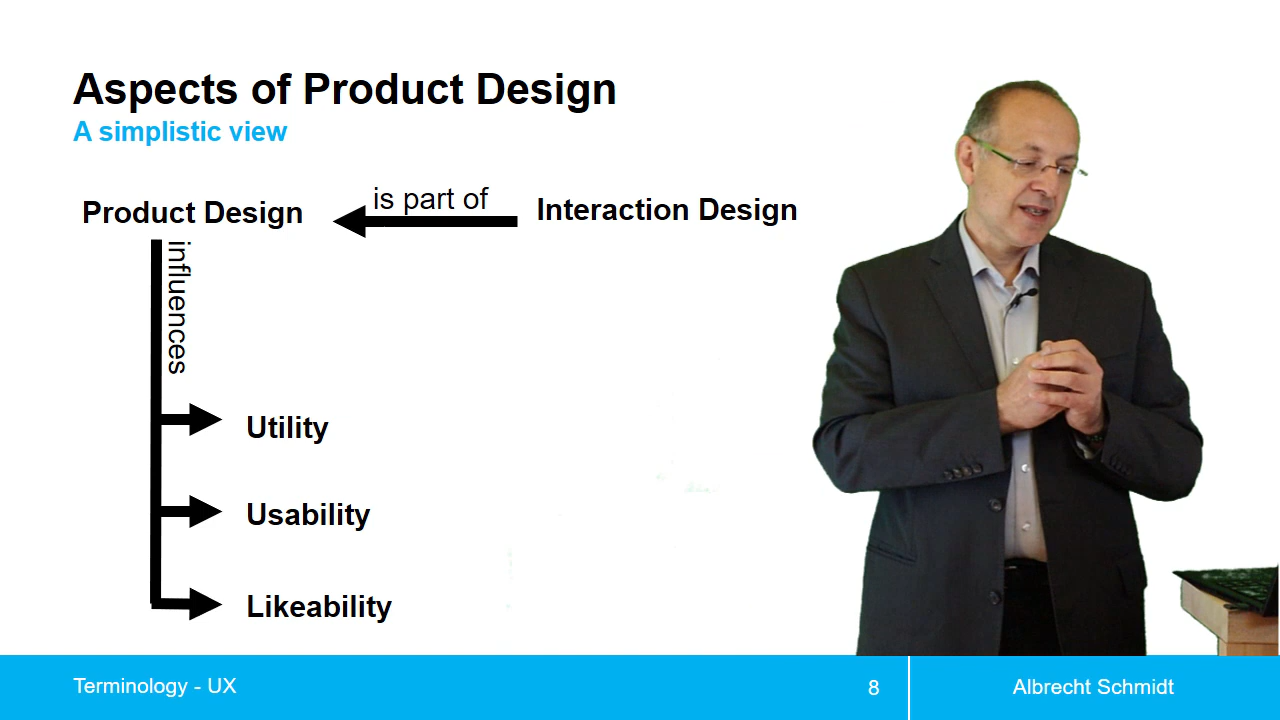 Aspects of Product Design
A simplistic view
Product Design
is part of
Interaction Design
influences
Utility
Usability
Likeability
Terminology - UX
8
Albrecht Schmidt